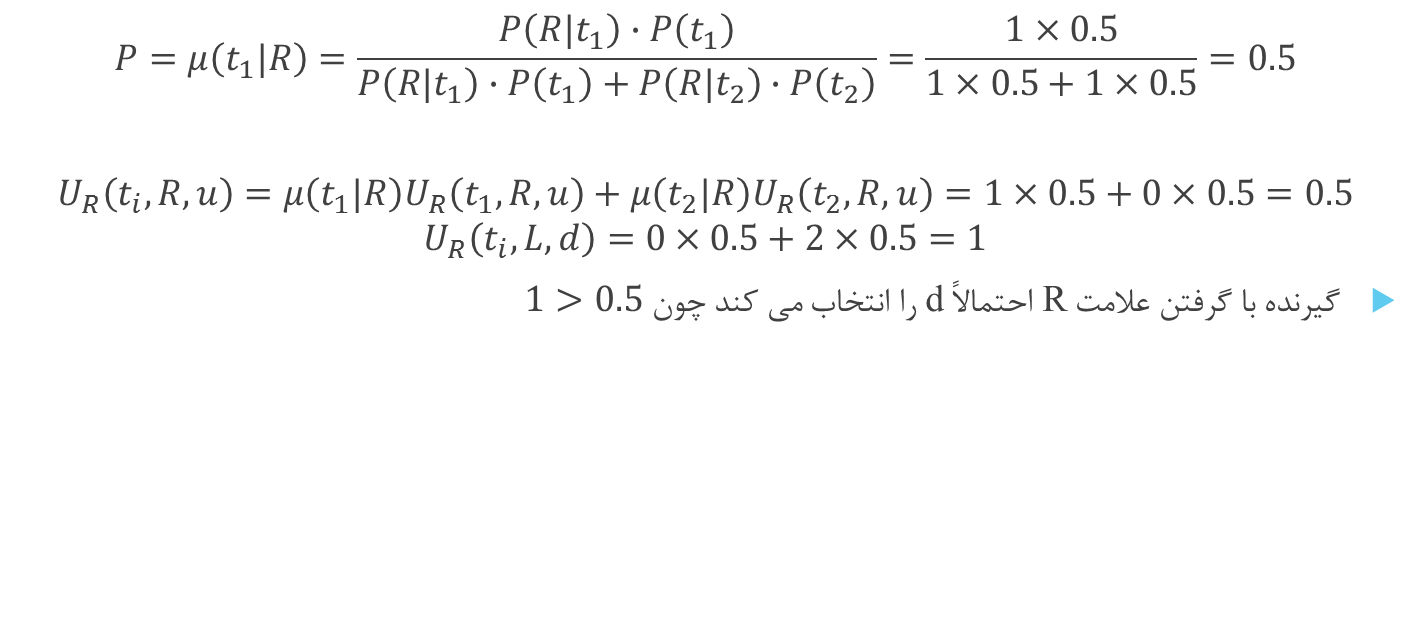 P = μ(t₁|R) = P(R|t₁) · P(t₁) / P(R|t₁) · P(t₁) + P(R|t₂) · P(t₂) = 1 × 0.5 / 1 × 0.5 + 1 × 0.5 = 0.5
U_R(tᵢ, R, u) = μ(t₁|R)U_R(t₁, R, u) + μ(t₂|R)U_R(t₂, R, u) = 1 × 0.5 + 0 × 0.5 = 0.5
U_R(tᵢ, L, d) = 0 × 0.5 + 2 × 0.5 = 1
گیرنده با گرفتن علامت R احتمالاً d را انتخاب می کند چون 1 > 0.5